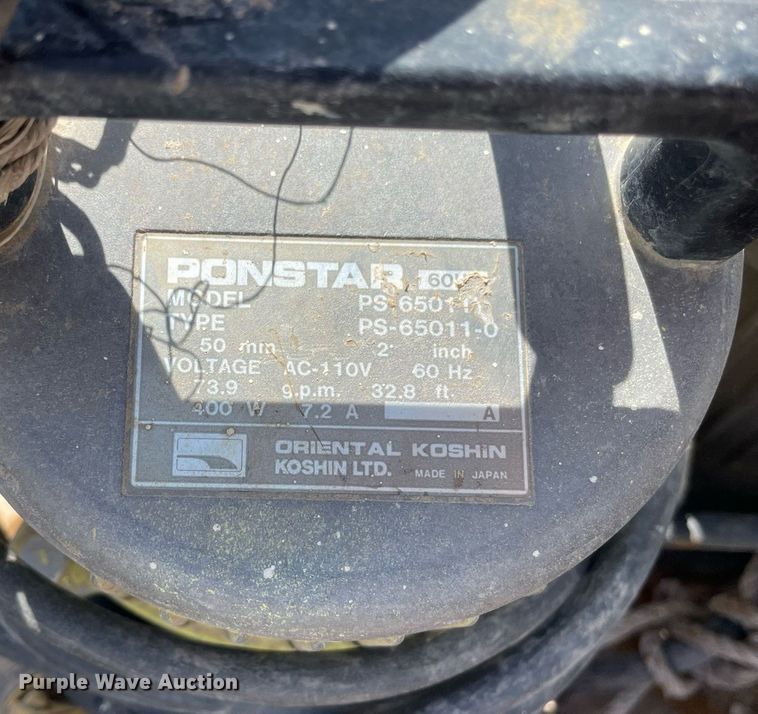 PONSTAR 60Hz
MODEL PS-65011
TYPE PS-65011-0
50 mm 2" inch
VOLTAGE AC-110V 60 Hz
73.9 g.p.m. 32.8 ft.
400 W 7.2 A A
ORIENTAL KOSHIN
KOSHIN LTD. MADE IN JAPAN
Purple Wave Auction